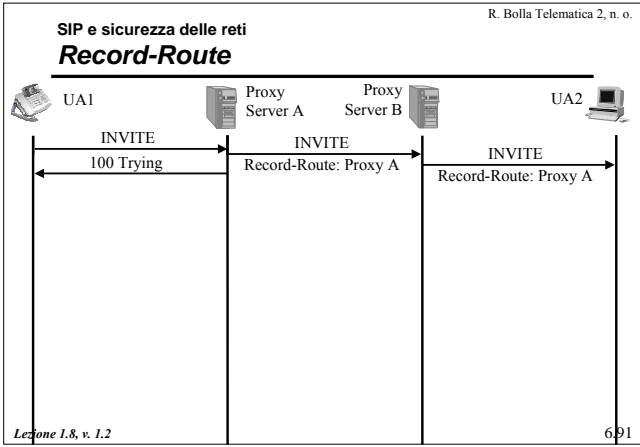 R. Bolla Telematica 2, n. o.
SIP e sicurezza delle reti
Record-Route
UA1
Proxy
Server A
Proxy
Server B
UA2
INVITE
INVITE
INVITE
100 Trying
Record-Route: Proxy A
Record-Route: Proxy A
Lezione 1.8, v. 1.2
6.91